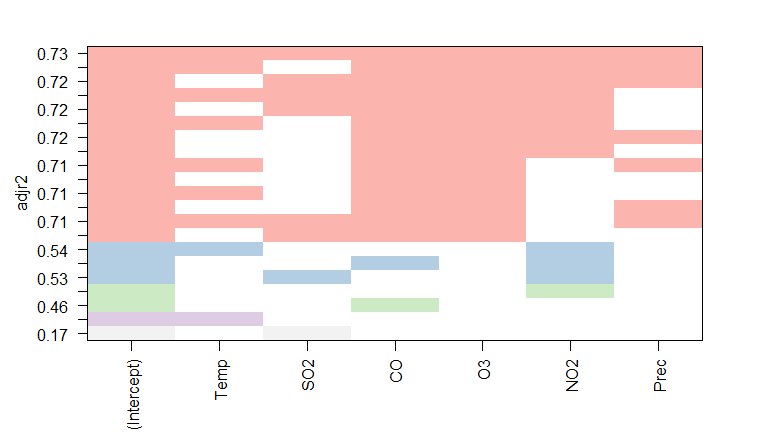 adjr2
0.73
0.72
0.72
0.72
0.71
0.71
0.71
0.54
0.53
0.46
0.17
(Intercept)
Temp
SO2
CO
O3
NO2
Prec